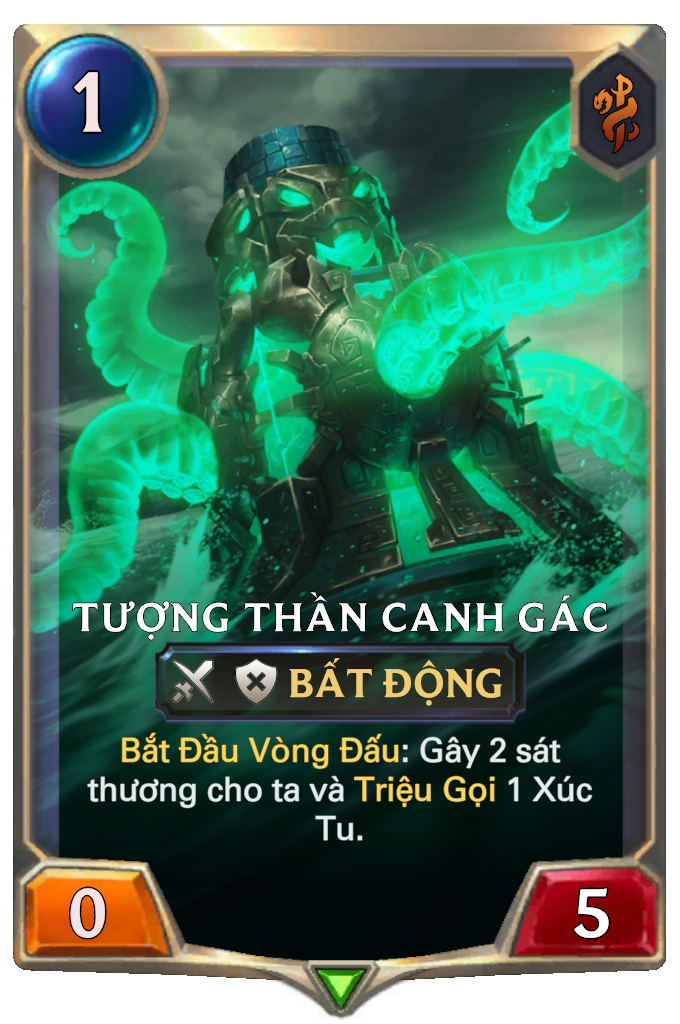 1
TƯỢNG THẦN CANH GÁC
BẤT ĐỘNG
Bắt Đầu Vòng Đấu: Gây 2 sát
thương cho ta và Triệu Gọi 1 Xúc
Tu.
0
5